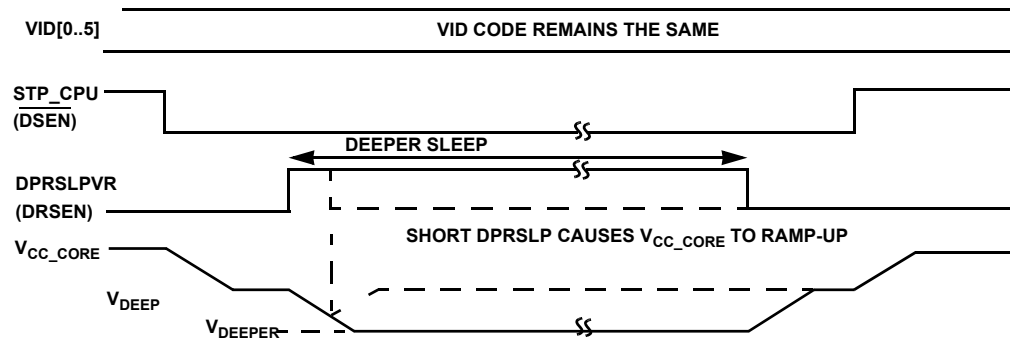 VID[0..5]
VID CODE REMAINS THE SAME
STP_CPU
(DSEN)
DEEPER SLEEP
DPRSLPVR
(DRSEN)
SHORT DPRSLP CAUSES VCC_CORE TO RAMP-UP
VCC_CORE
VDEEP
VDEEPER